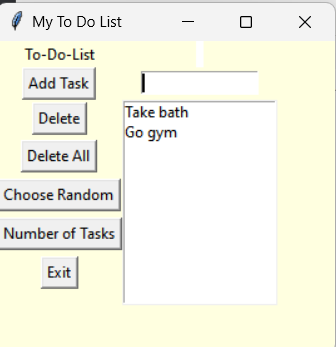 My To Do List
To-Do-List
Add Task
Delete
Take bath
Go gym
Delete All
Choose Random
Number of Tasks
Exit